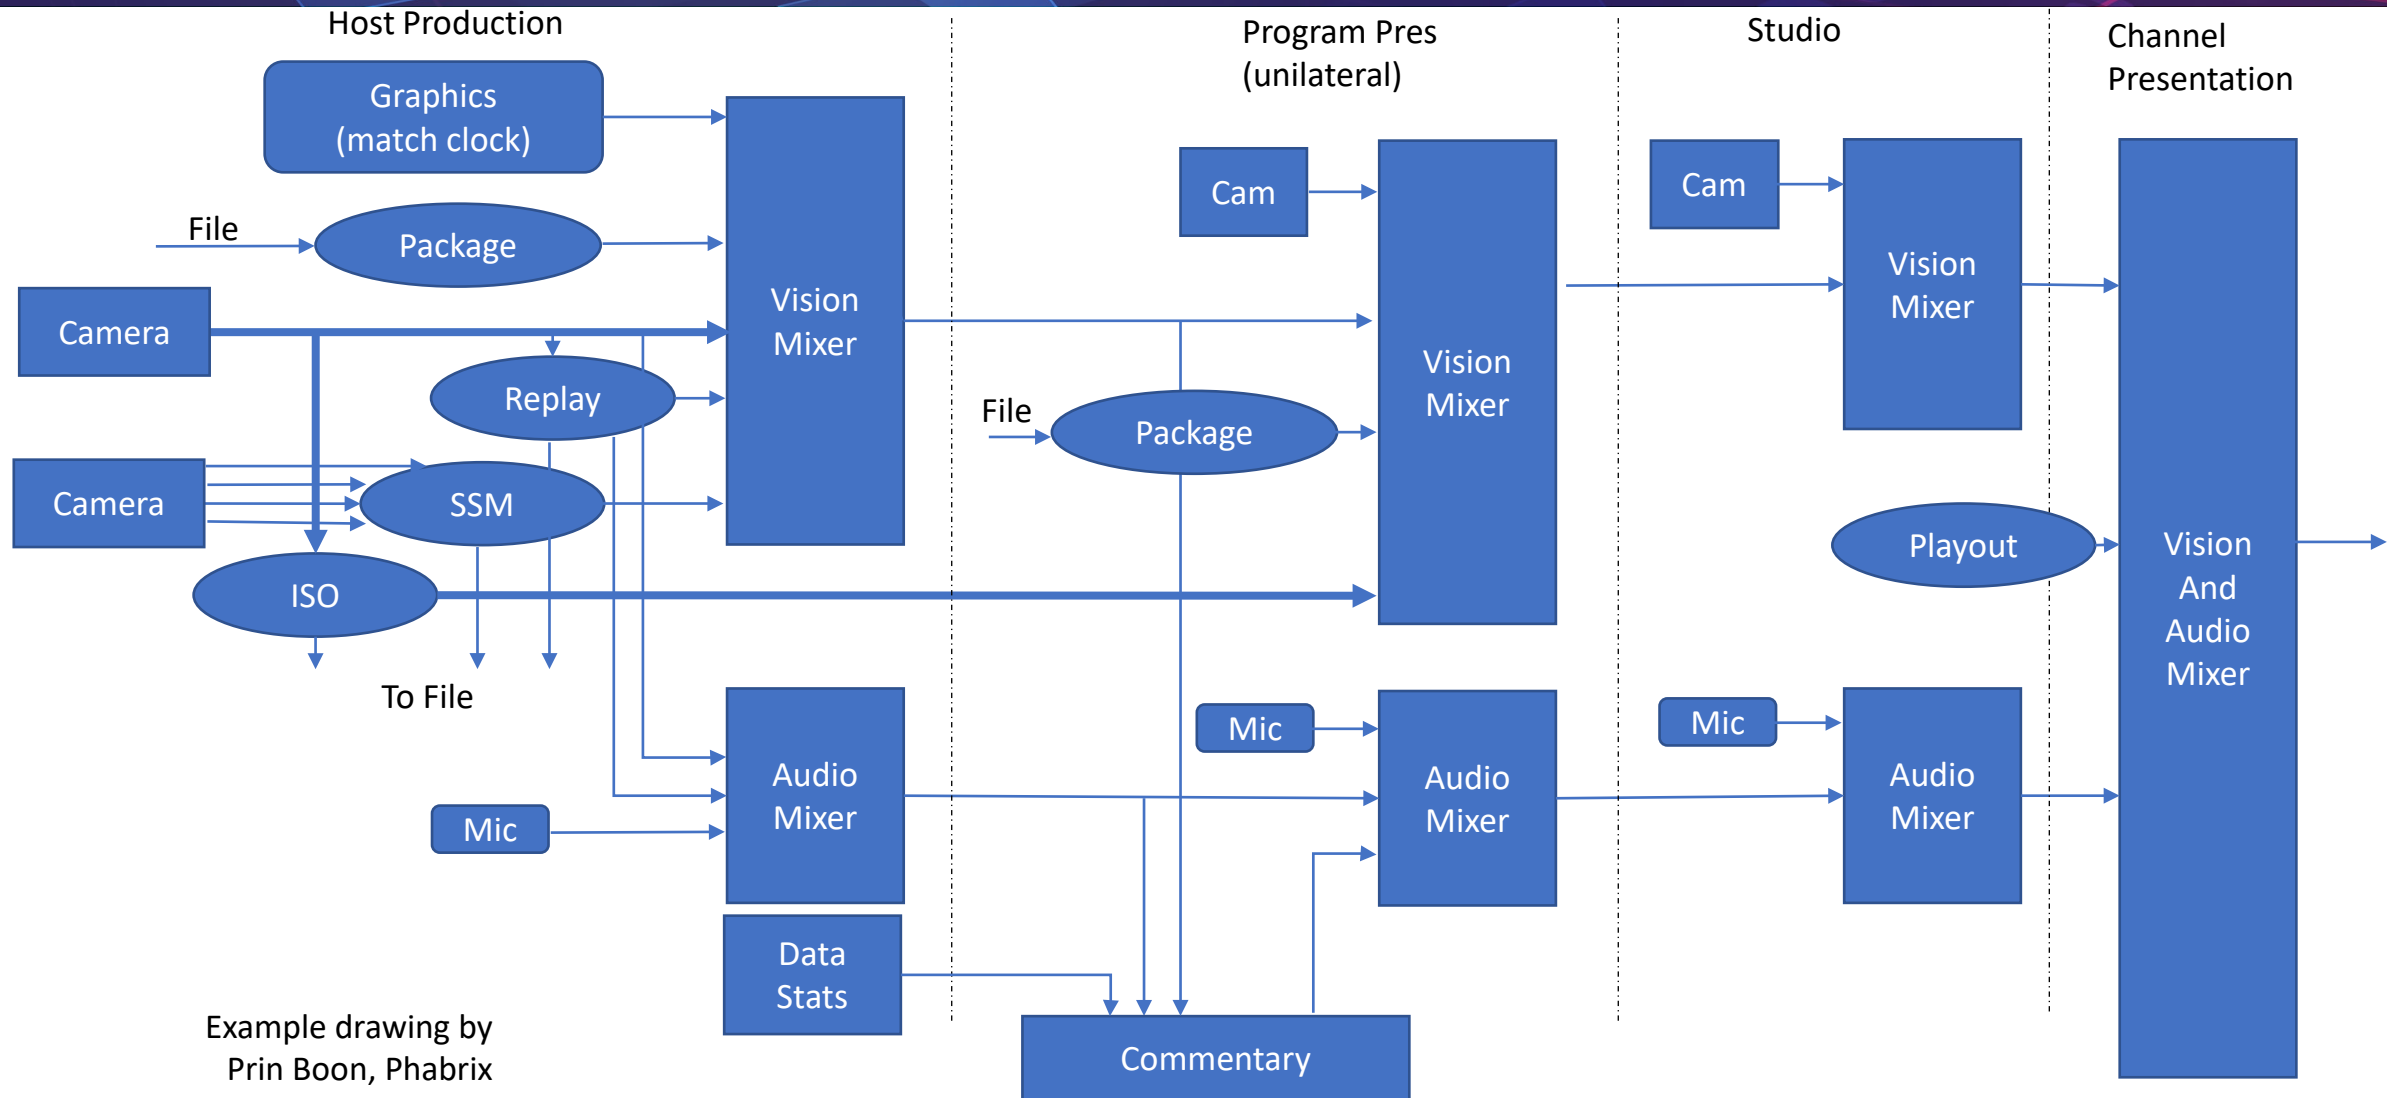 Host Production
Program Pres
(unilateral)
Studio
Channel
Presentation
Graphics
(match clock)
File
Package
Camera
Replay
Camera
SSM
ISO
To File
Vision
Mixer
Mic
Audio
Mixer
Data
Stats
Example drawing by
Prin Boon, Phabrix
Cam
File
Package
Vision
Mixer
Mic
Audio
Mixer
Commentary
Cam
Vision
Mixer
Playout
Mic
Audio
Mixer
Vision
And
Audio
Mixer